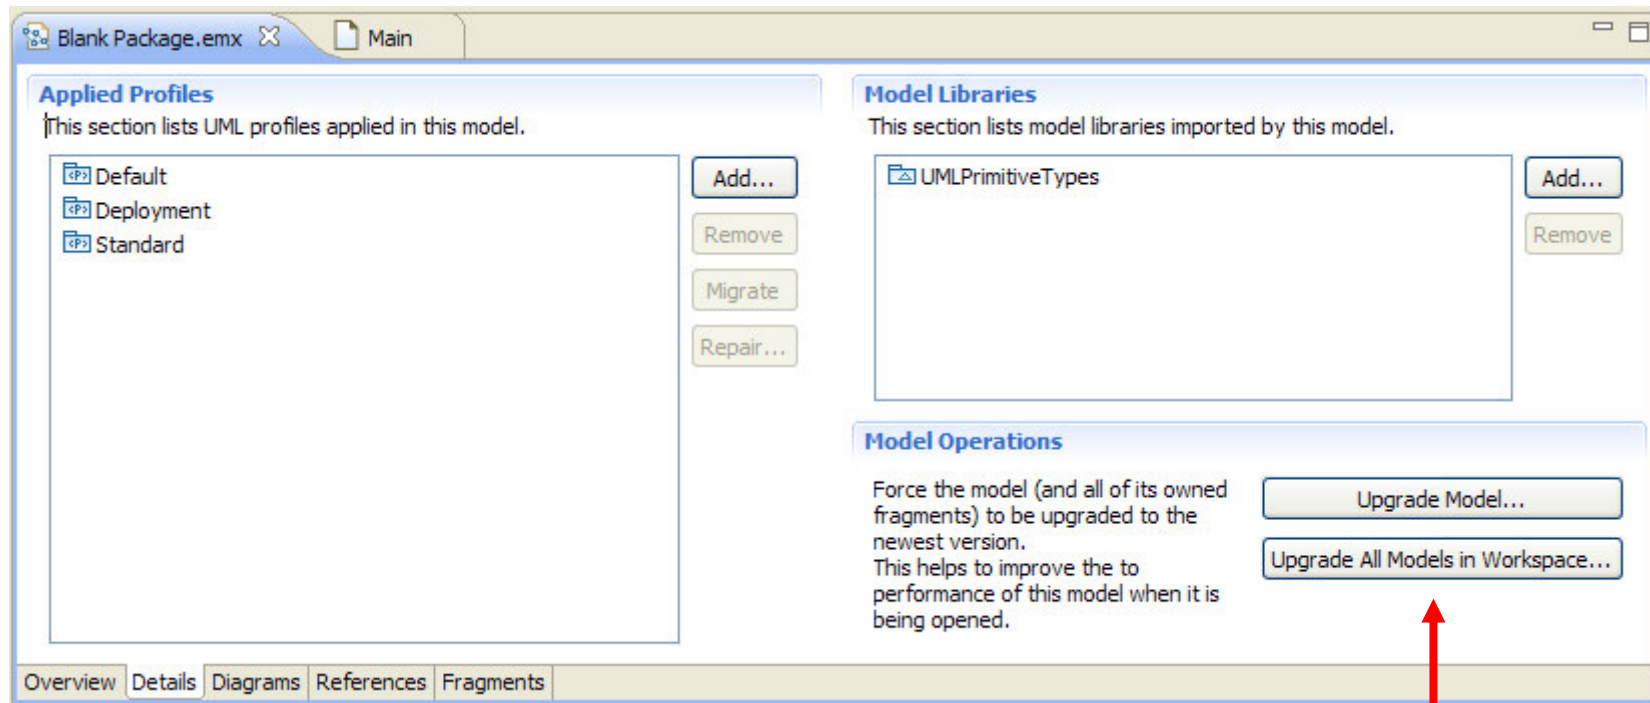 Blank Package.emx
Main
Applied Profiles
This section lists UML profiles applied in this model.
Default
Deployment
Standard
Add...
Remove
Migrate
Repair...
Model Libraries
This section lists model libraries imported by this model.
UMLPrimitiveTypes
Add...
Remove
Model Operations
Force the model (and all of its owned
fragments) to be upgraded to the
newest version.
This helps to improve the to
performance of this model when it is
being opened.
Upgrade Model...
Upgrade All Models in Workspace...
Overview Details Diagrams References Fragments